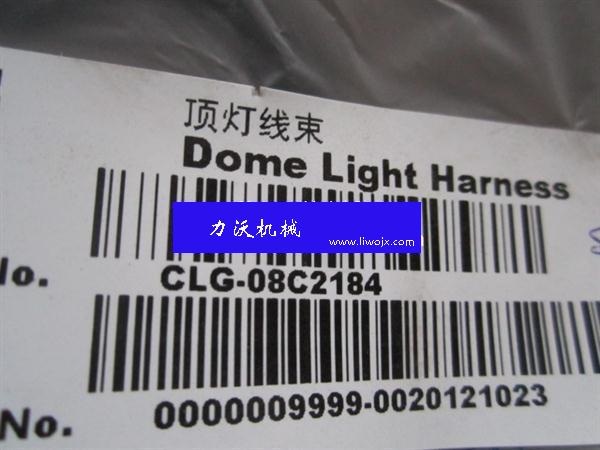 顶灯线束
Dome Light Harness
力沃机械
www.liwojx.com
No.
CLG-08C2184
No.
0000009999-0020121023